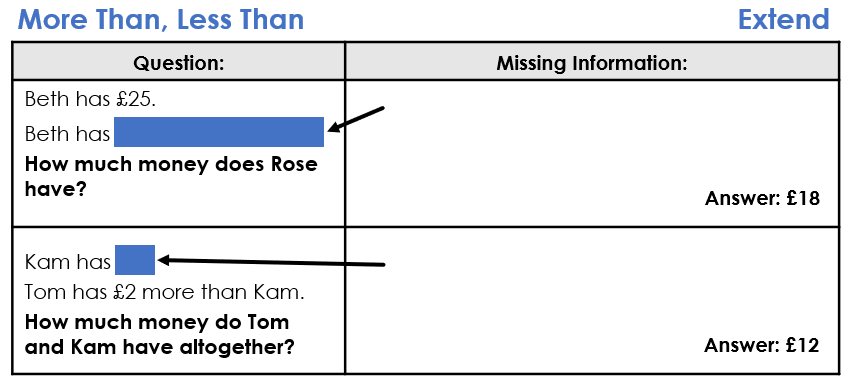 More Than, Less Than
Extend
Question:
Missing Information:
Beth has £25.
Beth has
How much money does Rose
have?
Answer: £18
Kam has
Tom has £2 more than Kam.
How much money do Tom
and Kam have altogether?
Answer: £12